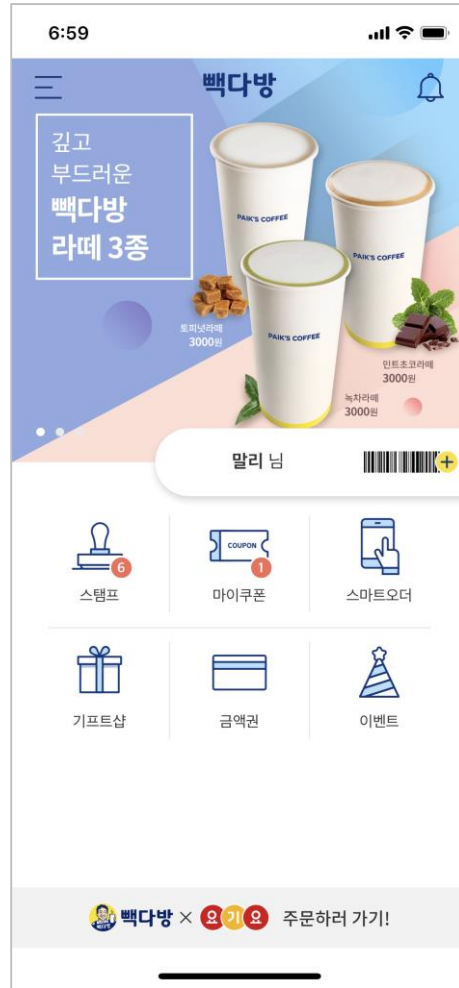 6:59
빽다방
깊고
부드러운
빽다방
라떼 3종
PAIK'S COFFEE
PAIK'S COFFEE
PAIK'S COFFEE
토피넛라떼
3000원
민트초코라떼
3000원
녹차라떼
3000원
말리 님
+
COUPON
6
1
스탬프
마이쿠폰
스마트오더
기프트샵
금액권
이벤트
빽다방 × 요기요 주문하러 가기!